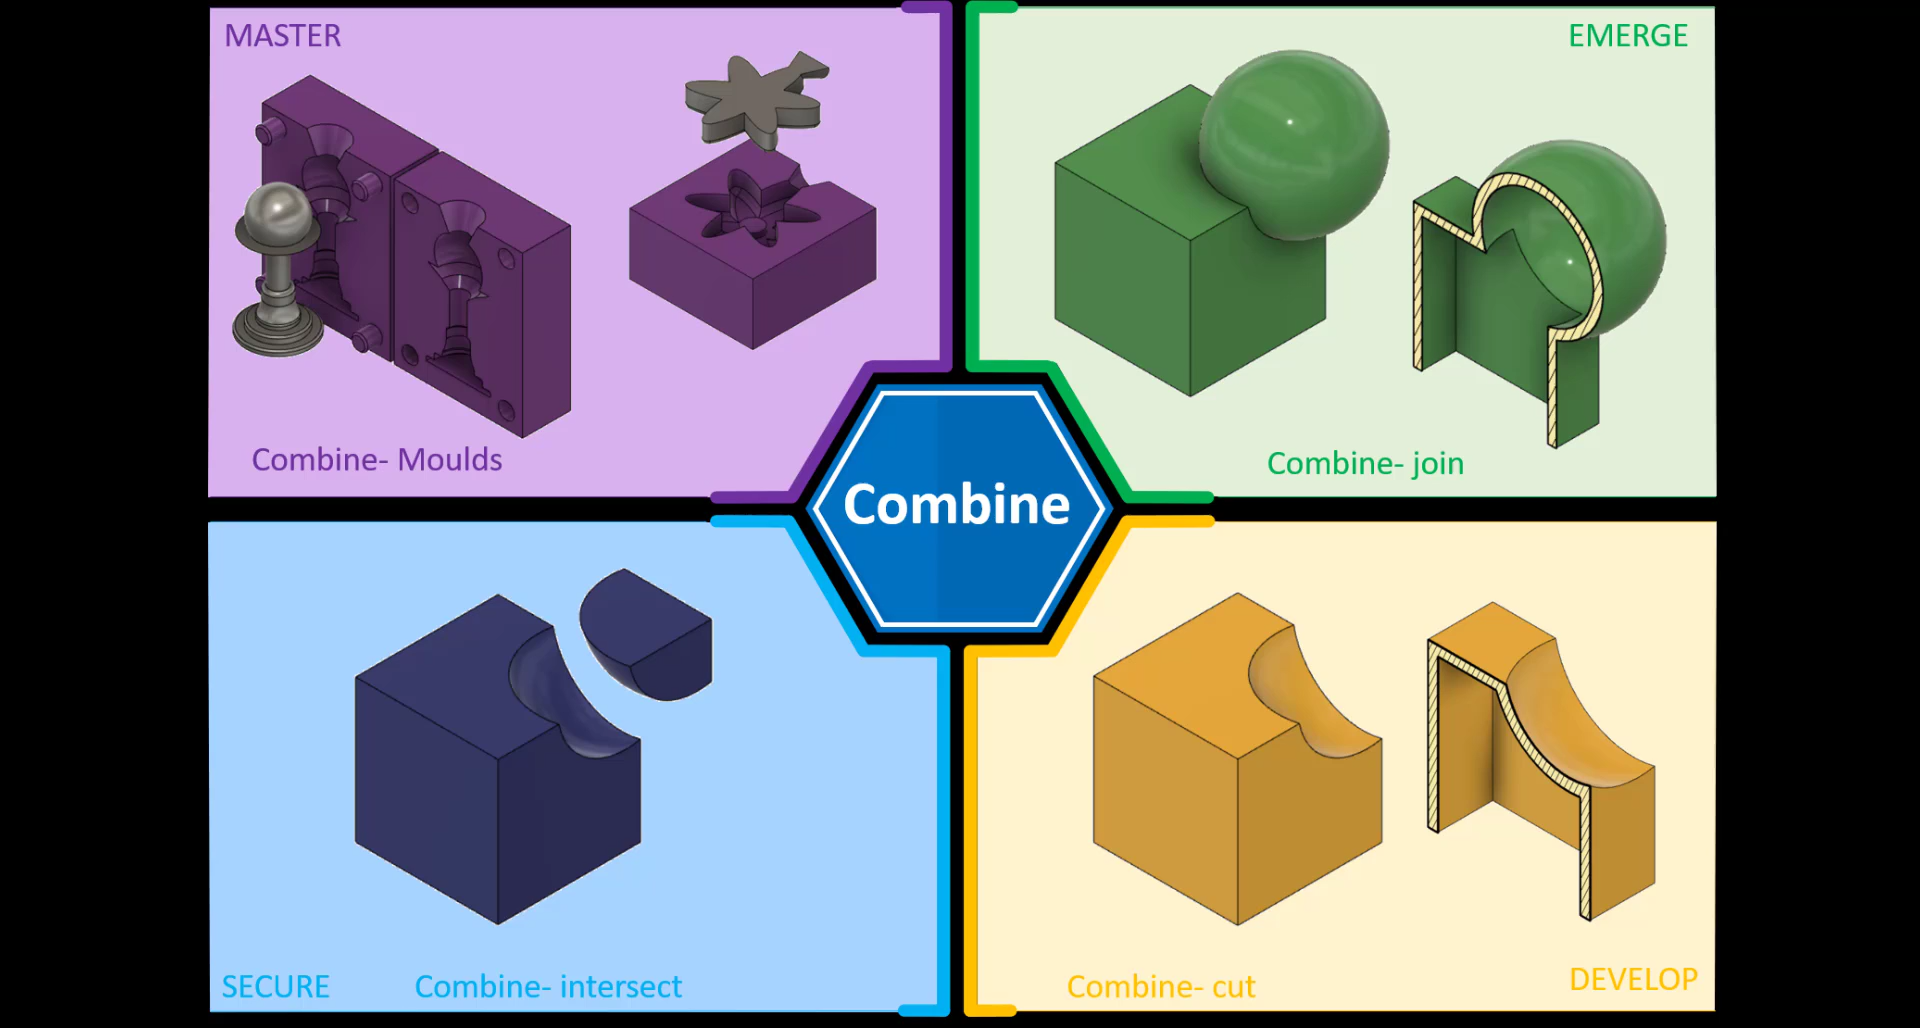 MASTER
EMERGE
Combine- Moulds
Combine- join
Combine
SECURE
Combine- intersect
Combine- cut
DEVELOP